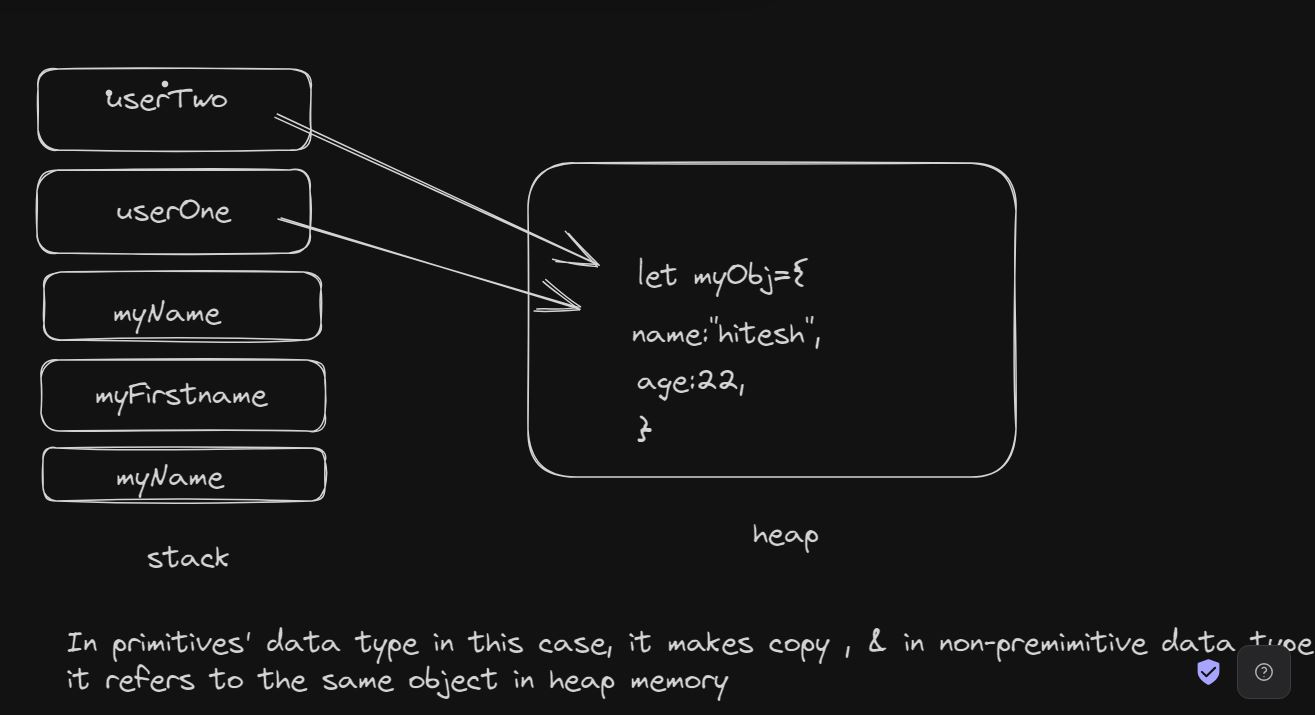 userTwo
userOne
myName
myFirstname
myName
stack
let myObj={
name:"hitesh",
age:22,
}
heap
In primitives' data type in this case, it makes copy , & in non-premimitive data type
it refers to the same object in heap memory